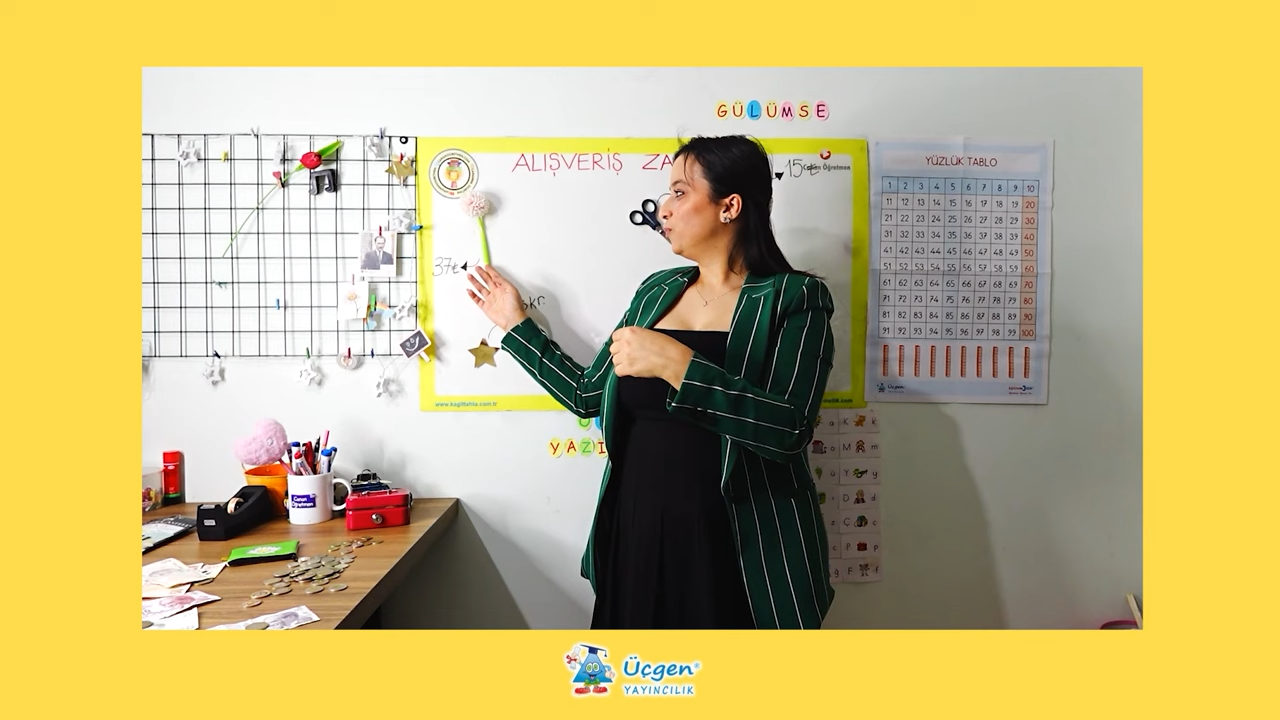 GÜLÜMSE
ALIŞVERİŞ ZA
15₺
Öğretmen
YÜZLÜK TABLO
1 2 3 4 5 6 7 8 9 10
11 12 13 14 15 16 17 18 19 20
21 22 23 24 25 26 27 28 29 30
31 32 33 34 35 36 37 38 39 40
41 42 43 44 45 46 47 48 49 50
51 52 53 54 55 56 57 58 59 60
61 62 63 64 65 66 67 68 69 70
71 72 73 74 75 76 77 78 79 80
81 82 83 84 85 86 87 88 89 90
91 92 93 94 95 96 97 98 99 100
Üçgen
37₺
kr.
www.kagittahta.com.tr
YAZI
a K k
M m
Y y
D d
Ç c
P p
F f
Canan
Öğretmen
Üçgen
YAYINCILIK